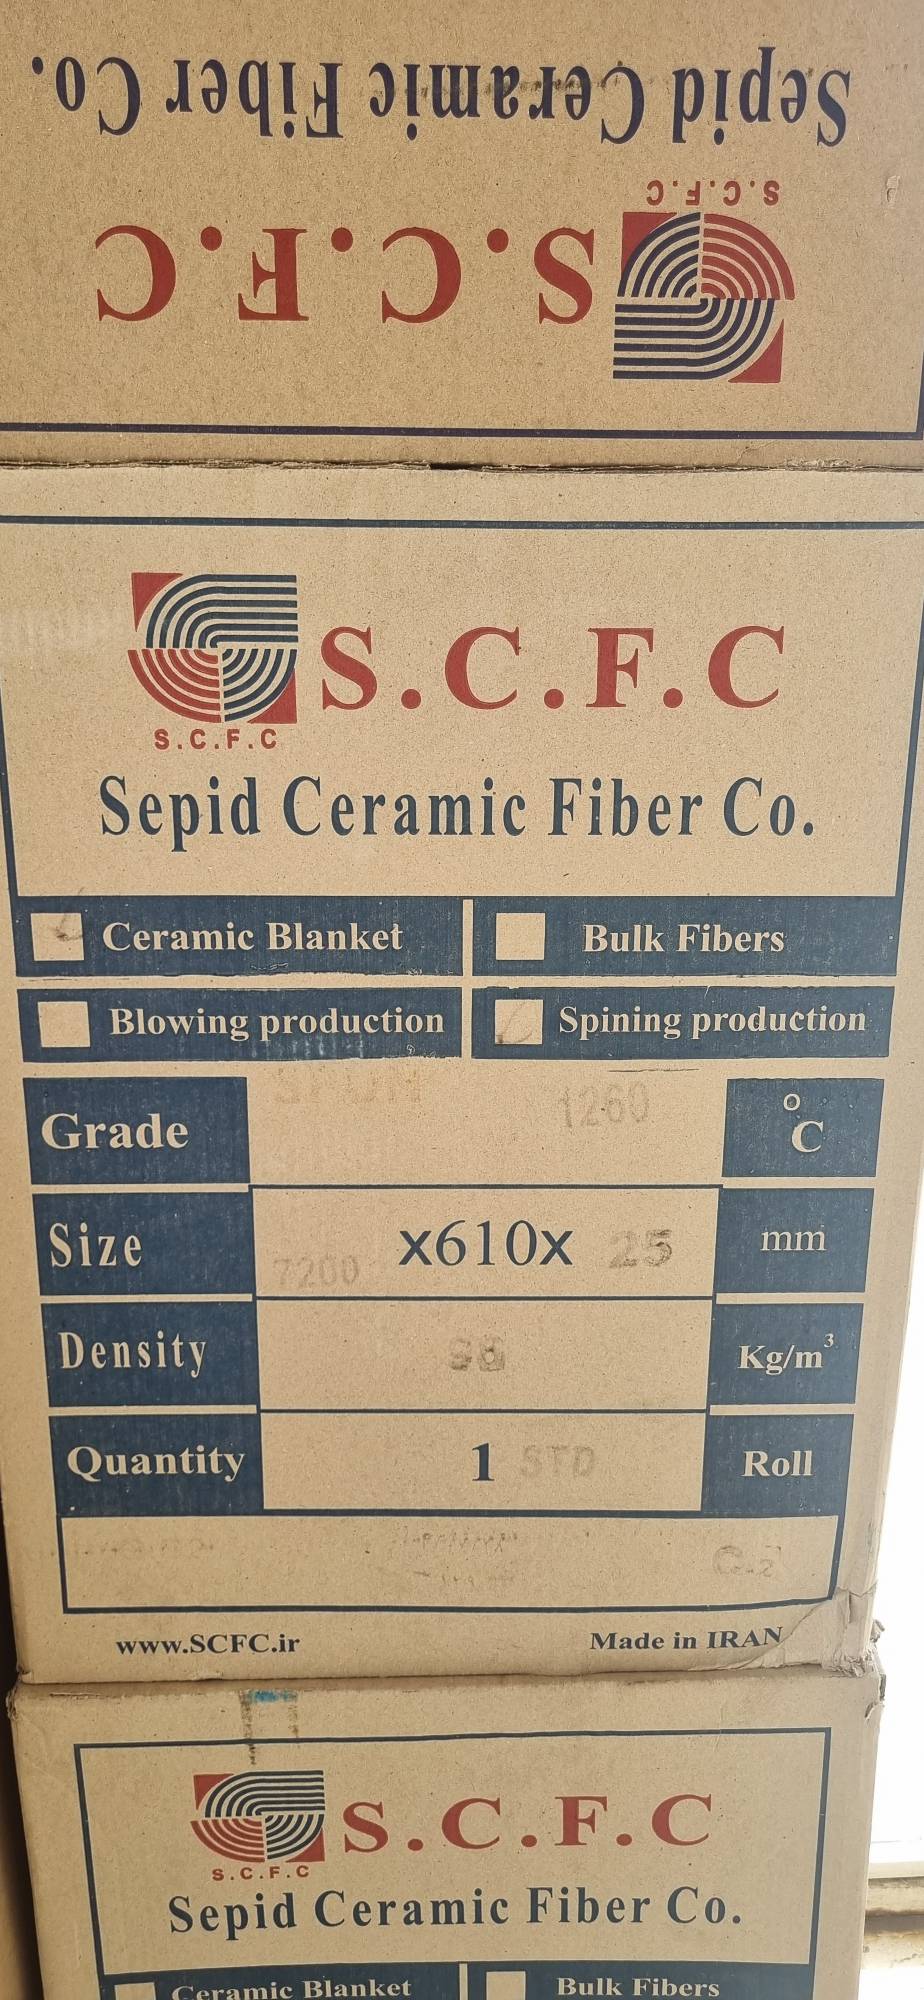 Sepid Ceramic Fiber Co.
S.C.F.C
S.C.F.C
S.C.F.C
S.C.F.C
Sepid Ceramic Fiber Co.
Ceramic Blanket
Bulk Fibers
Blowing production
Spining production
Grade 1260 °C
Size 7200 x610x 25 mm
Density Kg/m³
Quantity 1 STD Roll
www.SCFC.ir
Made in IRAN
S.C.F.C
S.C.F.C
Sepid Ceramic Fiber Co.
Ceramic Blanket
Bulk Fibers